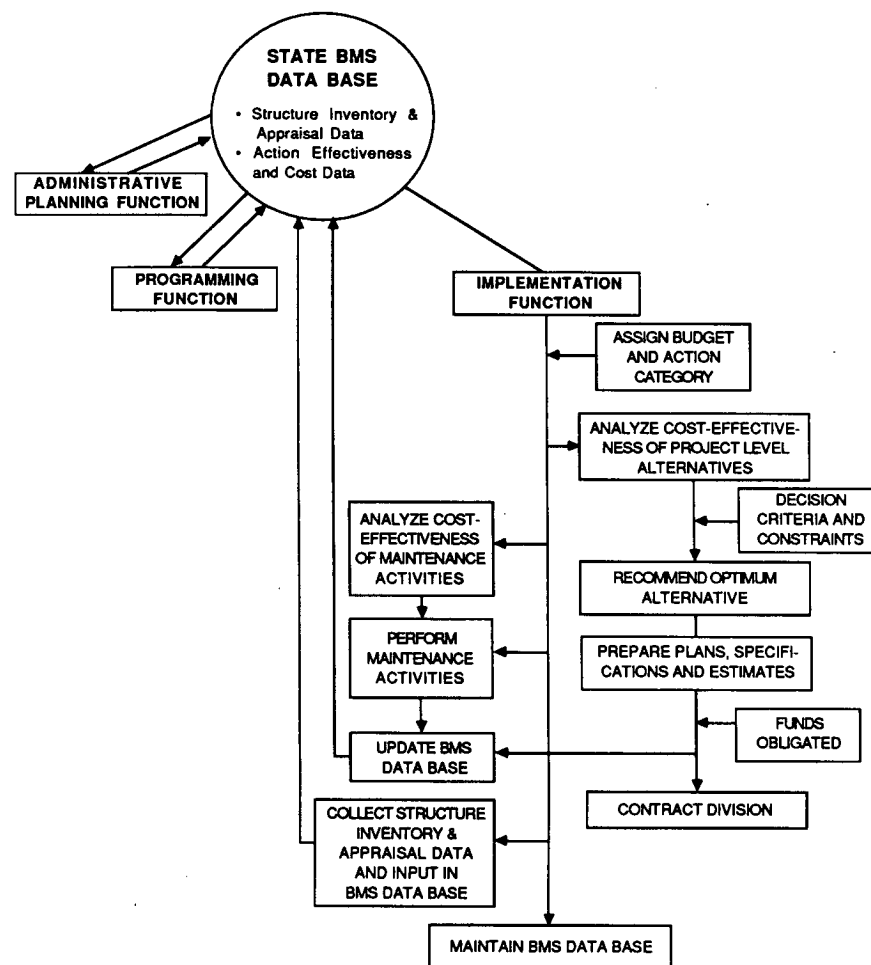 STATE BMS
DATA BASE
• Structure Inventory &
Appraisal Data
• Action Effectiveness
and Cost Data
ADMINISTRATIVE
PLANNING FUNCTION
PROGRAMMING
FUNCTION
IMPLEMENTATION
FUNCTION
ASSIGN BUDGET
AND ACTION
CATEGORY
ANALYZE COST-EFFECTIVE-
NESS OF PROJECT LEVEL
ALTERNATIVES
DECISION
CRITERIA AND
CONSTRAINTS
ANALYZE COST-
EFFECTIVENESS
OF MAINTENANCE
ACTIVITIES
RECOMMEND OPTIMUM
ALTERNATIVE
PERFORM
MAINTENANCE
ACTIVITIES
PREPARE PLANS, SPECIFI-
CATIONS AND ESTIMATES
FUNDS
OBLIGATED
UPDATE BMS
DATA BASE
CONTRACT DIVISION
COLLECT STRUCTURE
INVENTORY &
APPRAISAL DATA
AND INPUT IN
BMS DATA BASE
MAINTAIN BMS DATA BASE